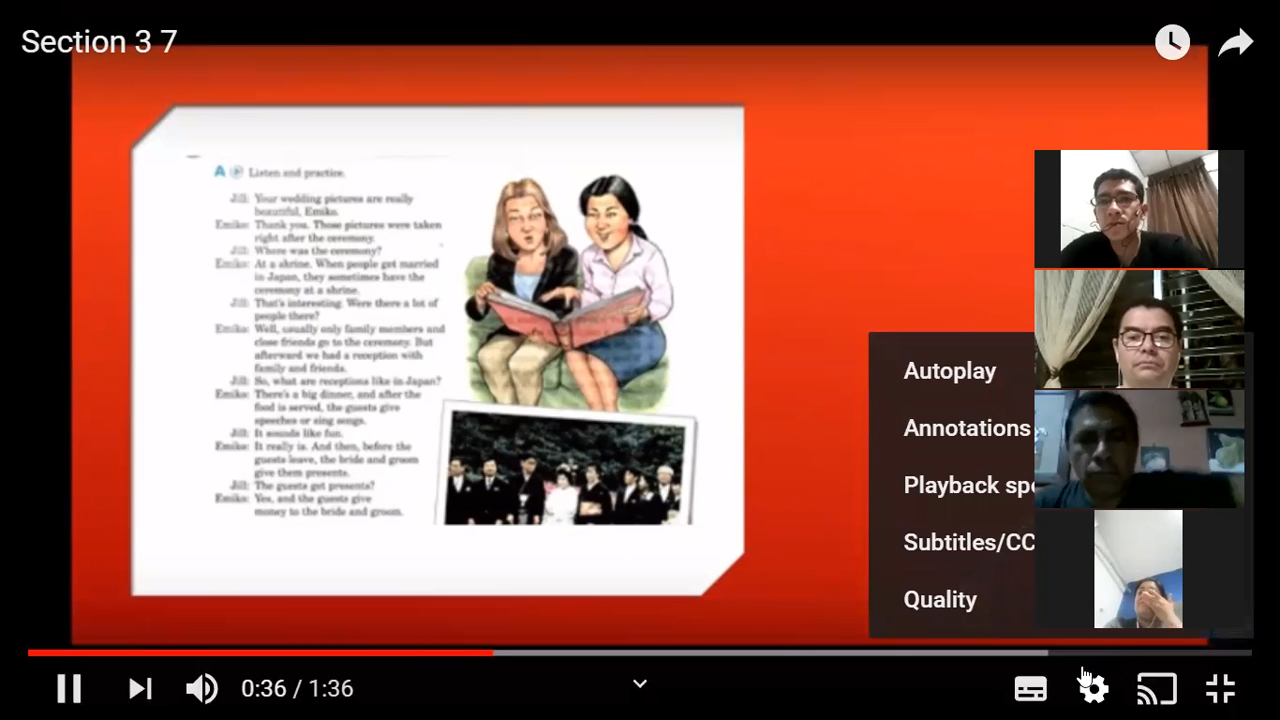 Section 3 7
A Listen and practice.
Jill: Your wedding pictures are really
beautiful, Emiko.
Emiko: Thank you. Those pictures were taken
right after the ceremony.
Jill: Where was the ceremony?
Emiko: At a shrine. When people get married
in Japan, they sometimes have the
ceremony at a shrine.
Jill: That's interesting. Were there a lot of
people there?
Emiko: Well, usually only family members and
close friends go to the ceremony. But
afterward we had a reception with
family and friends.
Jill: So, what are receptions like in Japan?
Emiko: There's a big dinner, and after the
food is served, the guests give
speeches or sing songs.
Jill: It sounds like fun.
Emiko: It really is. And then, before the
guests leave, the bride and groom
give them presents.
Jill: The guests get presents?
Emiko: Yes, and the guests give
money to the bride and groom.
Autoplay
Annotations
Playback spe
Subtitles/CC
Quality
0:36 / 1:36